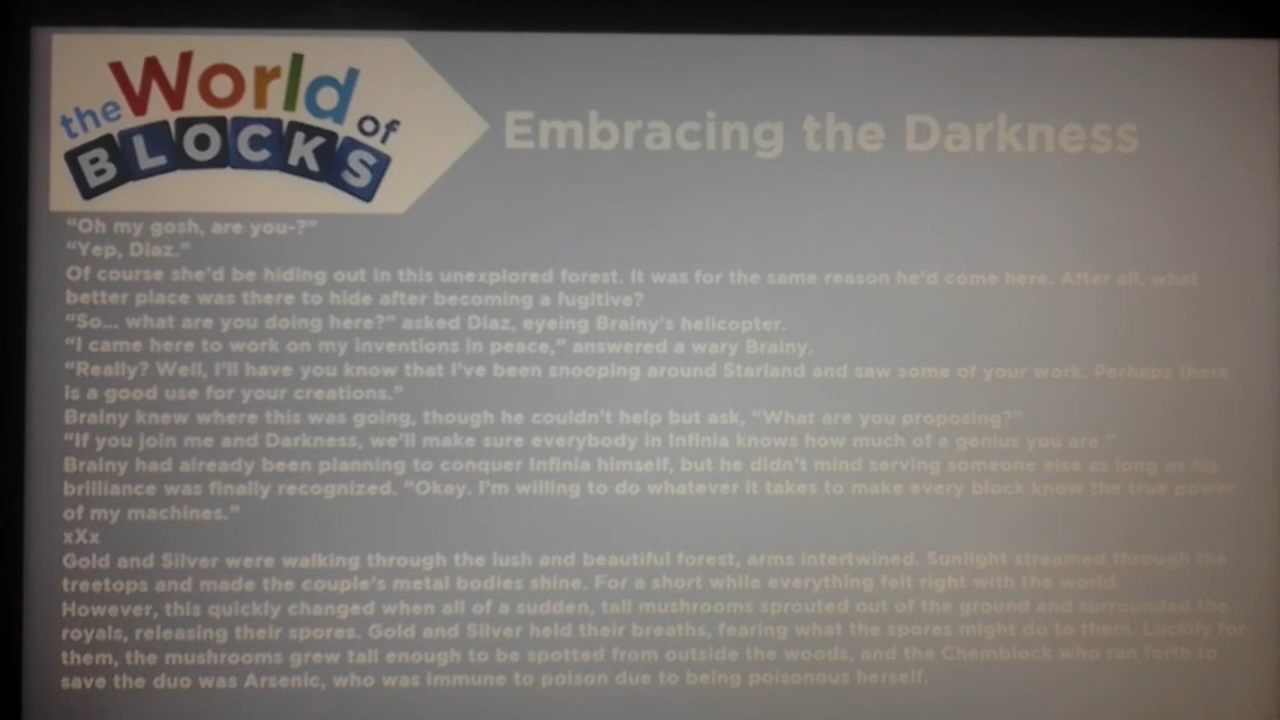 the World of
BLOCKS
Embracing the Darkness
“Oh my gosh, are you-?”
“Yep, Diaz.”
Of course she’d be hiding out in this unexplored forest. It was for the same reason he’d come here. After all, what
better place was there to hide after becoming a fugitive?
“So... what are you doing here?” asked Diaz, eyeing Brainy’s helicopter.
“I came here to work on my inventions in peace,” answered a wary Brainy.
“Really? Well, I’ll have you know that I’ve been snooping around Starland and saw some of your work. Perhaps there
is a good use for your creations.”
Brainy knew where this was going, though he couldn’t help but ask, “What are you proposing?”
“If you join me and Darkness, we’ll make sure everybody in Infinia knows how much of a genius you are.”
Brainy had already been planning to conquer Infinia himself, but he didn’t mind serving someone else as long as his
brilliance was finally recognized. “Okay. I’m willing to do whatever it takes to make every block know the true power
of my machines.”
xXx
Gold and Silver were walking through the lush and beautiful forest, arms intertwined. Sunlight streamed through the
treetops and made the couple’s metal bodies shine. For a short while everything felt right with the world.
However, this quickly changed when all of a sudden, tall mushrooms sprouted out of the ground and surrounded the
royals, releasing their spores. Gold and Silver held their breaths, fearing what the spores might do to them. Luckily for
them, the mushrooms grew tall enough to be spotted from outside the woods, and the Chemblock who ran forth to
save the duo was Arsenic, who was immune to poison due to being poisonous herself.